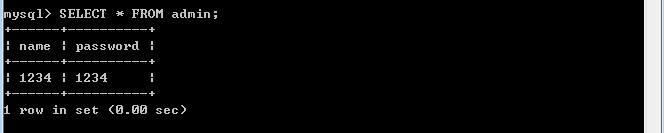 mysql> SELECT * FROM admin;
+------+----------+
| name | password |
+------+----------+
| 1234 | 1234     |
+------+----------+
1 row in set (0.00 sec)